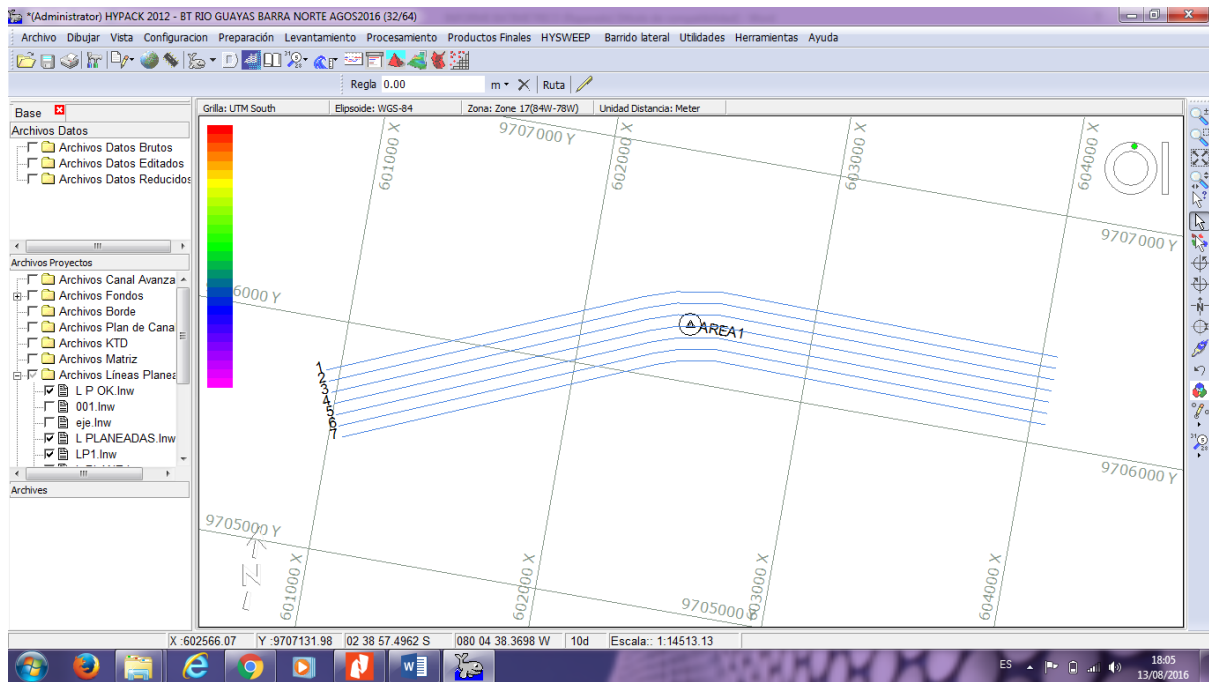 *(Administrator) HYPACK 2012 - BT RIO GUAYAS BARRA NORTE AGOS2016 (32/64)
Archivo Dibujar Vista Configuracion Preparación Levantamiento Procesamiento Productos Finales HYSWEEP Barrido lateral Utilidades Herramientas Ayuda
Regla 0.00 m Ruta
Base
Grilla: UTM South Elipsoide: WGS-84 Zona: Zone 17(84W-78W) Unidad Distancia: Meter
Archivos Datos
Archivos Datos Brutos
Archivos Datos Editados
Archivos Datos Reducidos
Archivos Proyectos
Archivos Canal Avanza
Archivos Fondos
Archivos Borde
Archivos Plan de Cana
Archivos KTD
Archivos Matriz
Archivos Líneas Planea
L P OK.lnw
001.lnw
eje.lnw
L PLANEADAS.lnw
LP1.lnw
Archives
601000 X
9707000 Y
602000 X
603000 X
604000 X
9707000 Y
6000 Y
AREA1
1
2
3
4
5
6
7
9706000 Y
9705000 Y
N
601000 X
602000 X
9705000
603000 X
604000 X
X :602566.07 Y :9707131.98 02 38 57.4962 S 080 04 38.3698 W 10d Escala:: 1:14513.13
ES
18:05
13/08/2016